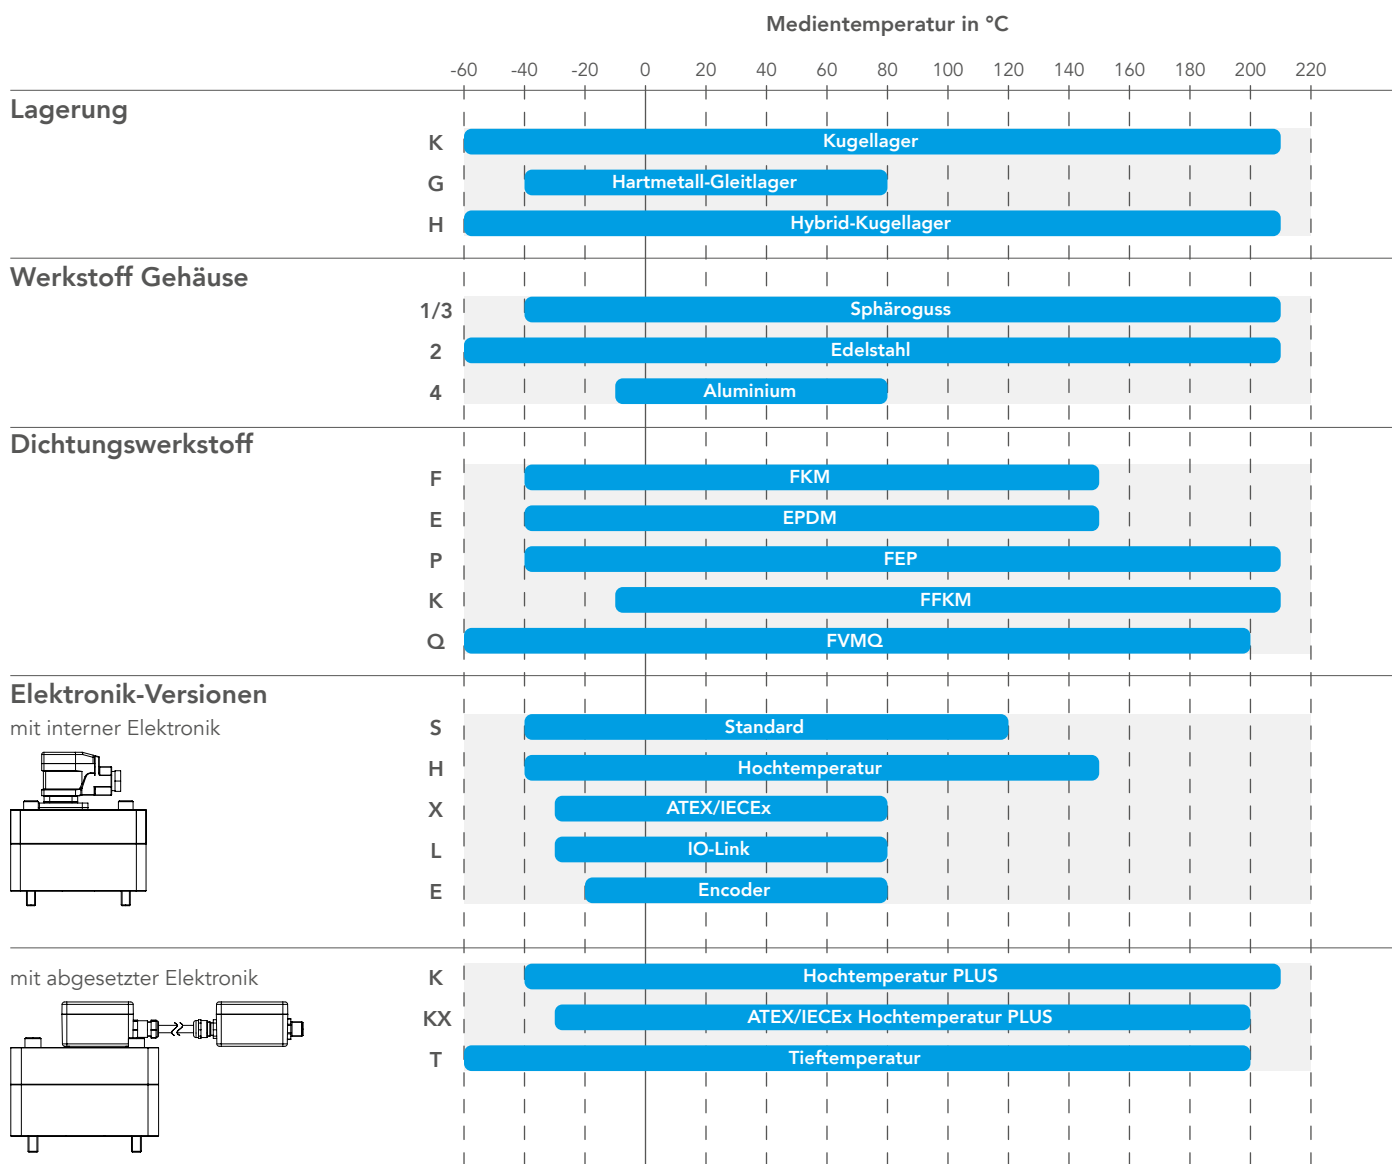 Medientemperatur in °C
-60 -40 -20 0 20 40 60 80 100 120 140 160 180 200 220
Lagerung
K Kugellager
G Hartmetall-Gleitlager
H Hybrid-Kugellager
Werkstoff Gehäuse
1/3 Sphäroguss
2 Edelstahl
4 Aluminium
Dichtungswerkstoff
F FKM
E EPDM
P FEP
K FFKM
Q FVMQ
Elektronik-Versionen
mit interner Elektronik
S Standard
H Hochtemperatur
X ATEX/IECEx
L IO-Link
E Encoder
mit abgesetzter Elektronik
K Hochtemperatur PLUS
KX ATEX/IECEx Hochtemperatur PLUS
T Tieftemperatur